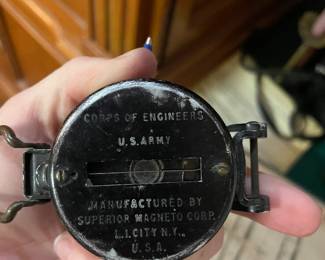 CORPS OF ENGINEERS
U.S. ARMY
MANUFACTURED BY
SUPERIOR MAGNETO CORP.
L.I. CITY N.Y.,
U.S.A.